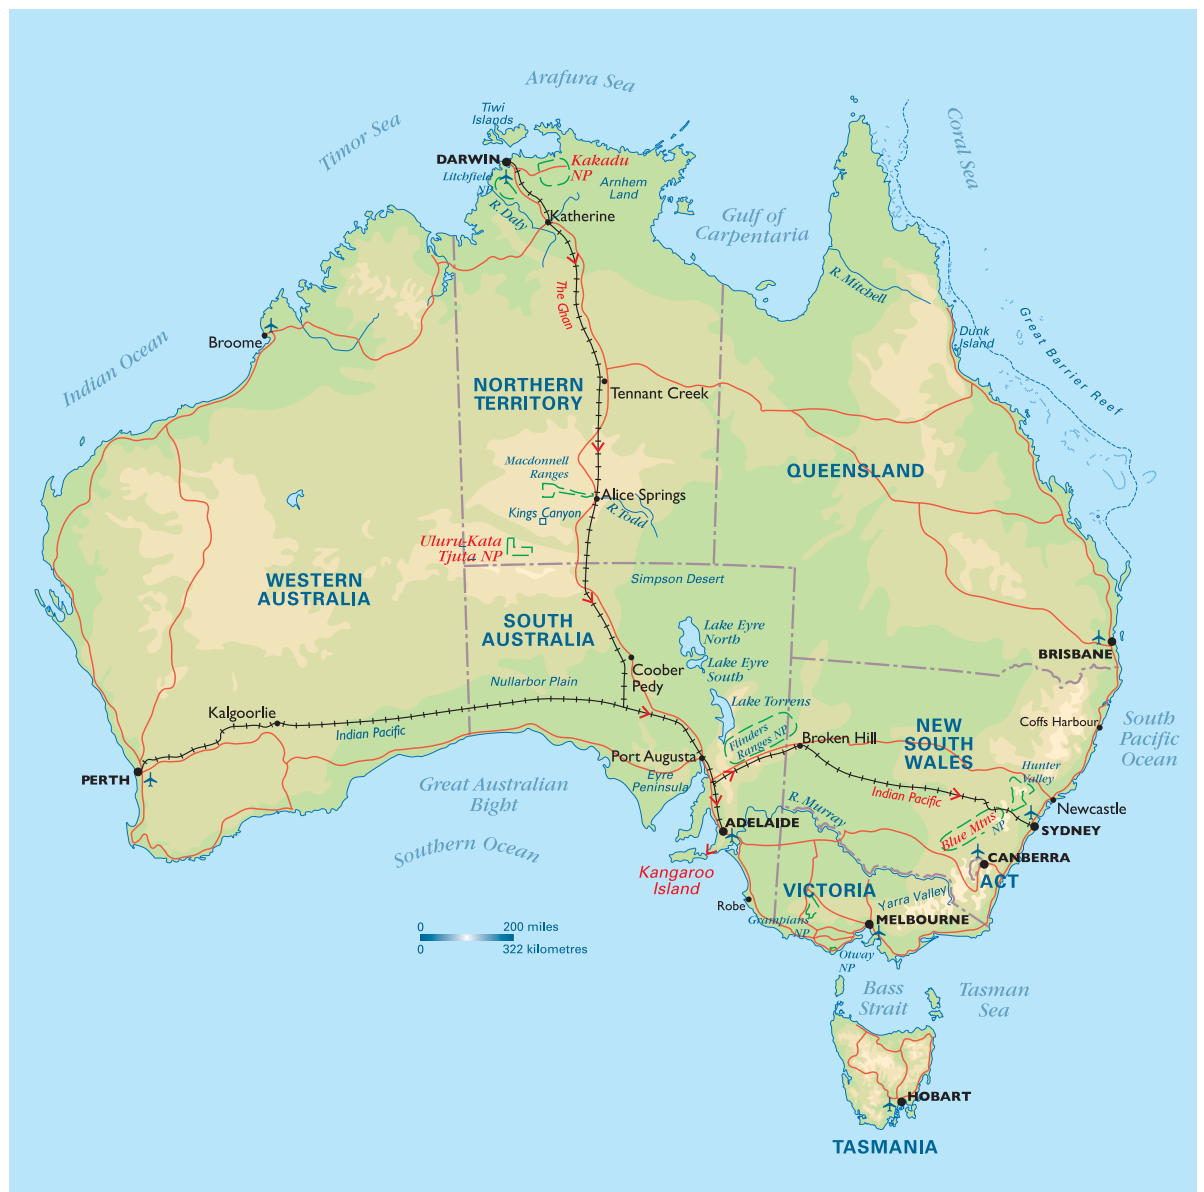 Arafura Sea
Tiwi
Islands
Timor Sea
Coral Sea
DARWIN
Kakadu
NP
Litchfield
NP
Arnhem
Land
R. Daly
Katherine
Gulf of
Carpentaria
R. Mitchell
The Ghan
Great Barrier Reef
Dunk
Island
Broome
Indian Ocean
NORTHERN
TERRITORY
Tennant Creek
Macdonnell
Ranges
QUEENSLAND
Alice Springs
Kings Canyon
R. Todd
Uluru-Kata
Tjuta NP
WESTERN
AUSTRALIA
Simpson Desert
SOUTH
AUSTRALIA
Lake Eyre
North
Lake Eyre
South
BRISBANE
Coober
Pedy
Nullarbor Plain
Lake Torrens
Kalgoorlie
Indian Pacific
Flinders
Ranges NP
Broken Hill
NEW
SOUTH
WALES
Coffs Harbour
South
Pacific
Ocean
Port Augusta
PERTH
Eyre
Peninsula
Great Australian
Bight
Hunter
Valley
Indian Pacific
R. Murray
Newcastle
ADELAIDE
Blue Mtns
NP
SYDNEY
Southern Ocean
CANBERRA
ACT
Kangaroo
Island
VICTORIA
Yarra Valley
Robe
Grampians
NP
MELBOURNE
0 200 miles
0 322 kilometres
Otway
NP
Bass
Strait
Tasman
Sea
HOBART
TASMANIA